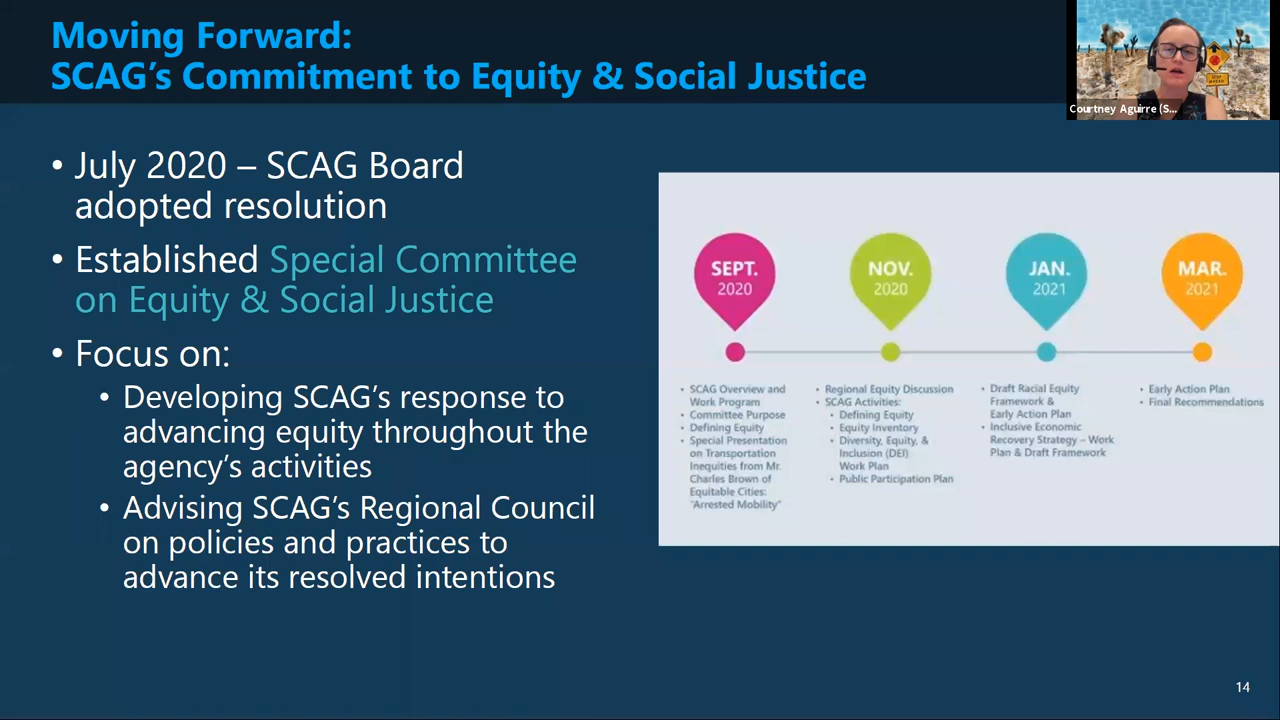 Moving Forward:
SCAG's Commitment to Equity & Social Justice
Courtney Aguirre (S...
• July 2020 – SCAG Board
adopted resolution
• Established Special Committee
on Equity & Social Justice
• Focus on:
• Developing SCAG's response to
advancing equity throughout the
agency's activities
• Advising SCAG's Regional Council
on policies and practices to
advance its resolved intentions
SEPT.
2020
• SCAG Overview and
Work Program
• Committee Purpose
• Defining Equity
• Special Presentation
on Transportation
Inequities from Mr.
Charles Brown of
Equitable Cities:
"Arrested Mobility"
NOV.
2020
• Regional Equity Discussion
• SCAG Activities:
• Defining Equity
• Equity Inventory
• Diversity, Equity, &
Inclusion (DEI)
Work Plan
• Public Participation Plan
JAN.
2021
• Draft Racial Equity
Framework &
Early Action Plan
• Inclusive Economic
Recovery Strategy – Work
Plan & Draft Framework
MAR.
2021
• Early Action Plan
• Final Recommendations
14